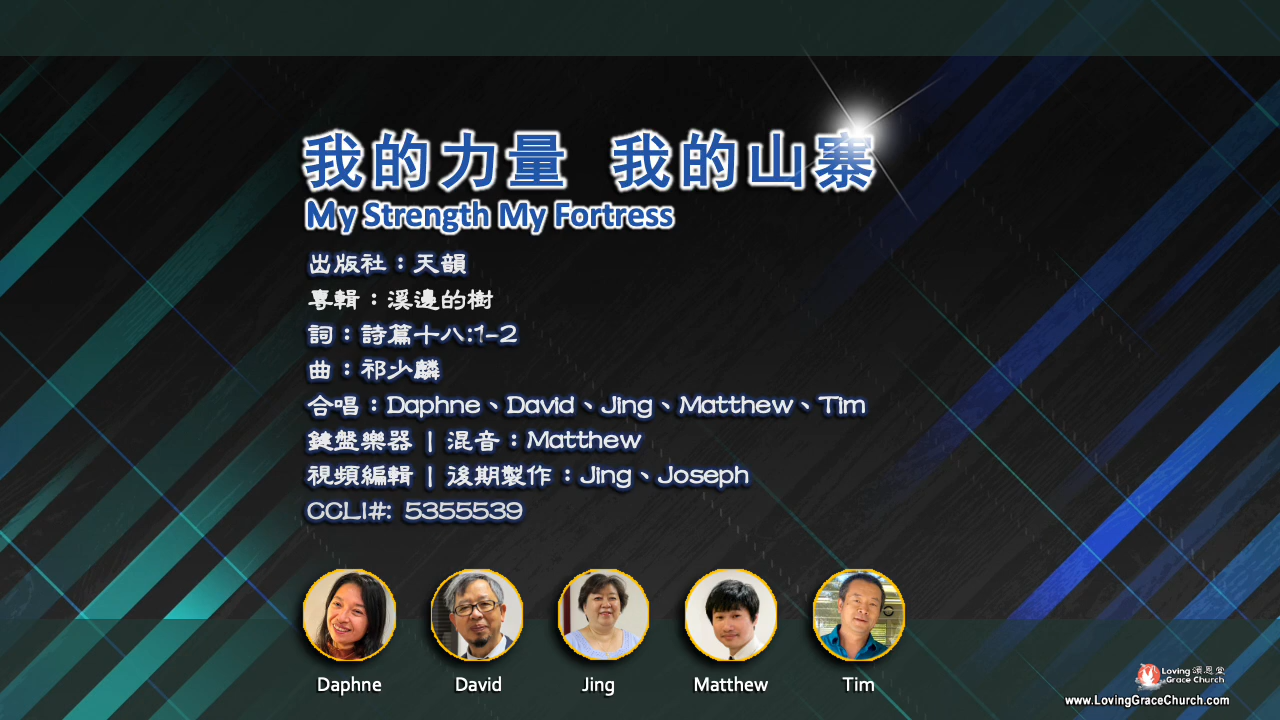 我的力量 我的山寨
My Strength My Fortress
出版社：天韻
專輯：溪邊的樹
詞：詩篇十八:1-2
曲：祁少麟
合唱：Daphne、David、Jing、Matthew、Tim
鍵盤樂器 | 混音：Matthew
視頻編輯 | 後期製作：Jing、Joseph
CCLI#: 5355539
Daphne David Jing Matthew Tim
Loving 頌恩堂
Grace Church
www.LovingGraceChurch.com